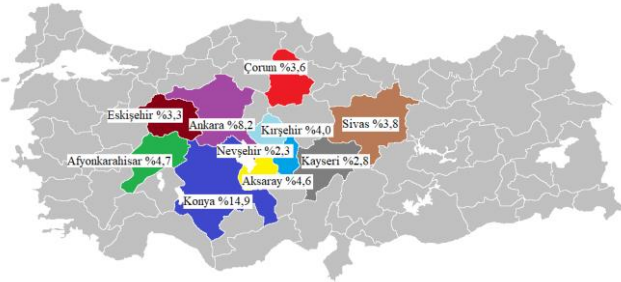 Çorum %3,6
Eskişehir %3,3
Ankara %8,2
Kırşehir %4,0
Sivas %3,8
Nevşehir %2.3
Afyonkarahisar %4,7
Kayseri %2,8
Aksaray %4,6
Konya %14,9